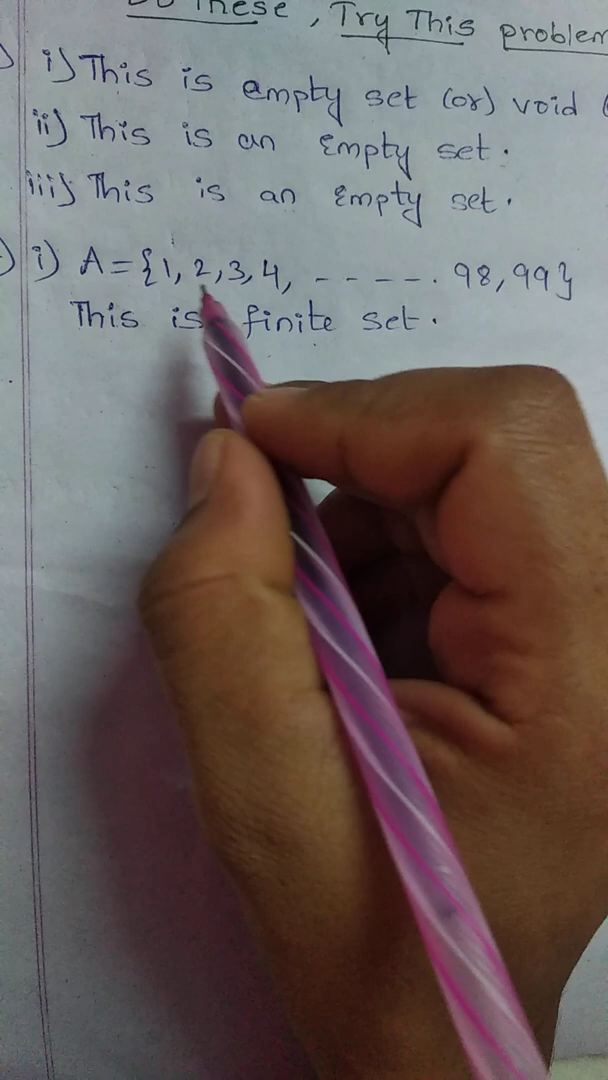 These, Try This problem
i) This is empty set (or) void
ii) This is an Empty set.
iii) This is an Empty set.
i) A = {1, 2, 3, 4, - - - - . 98, 99}
This is finite set.